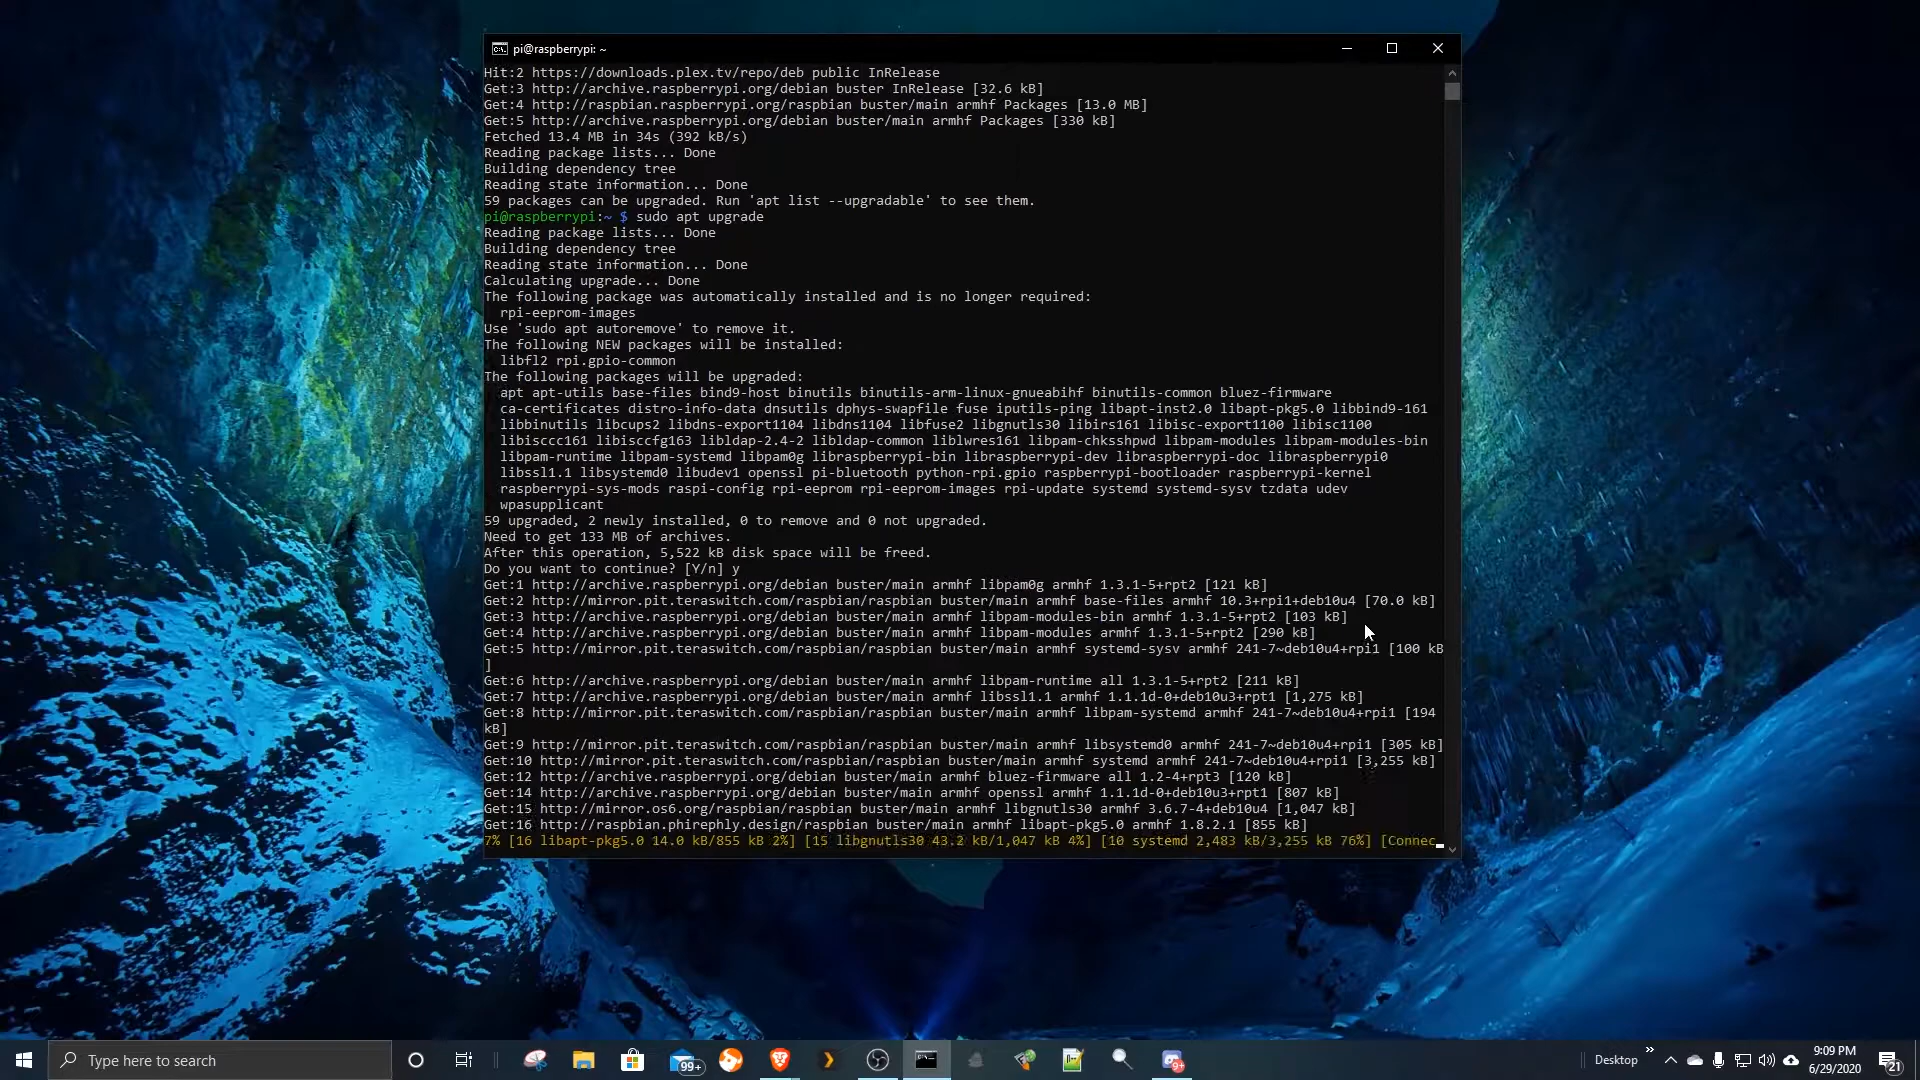 pi@raspberrypi: ~
Hit:2 https://downloads.plex.tv/repo/deb public InRelease
Get:3 http://archive.raspberrypi.org/debian buster InRelease [32.6 kB]
Get:4 http://raspbian.raspberrypi.org/raspbian buster/main armhf Packages [13.0 MB]
Get:5 http://archive.raspberrypi.org/debian buster/main armhf Packages [330 kB]
Fetched 13.4 MB in 34s (392 kB/s)
Reading package lists... Done
Building dependency tree
Reading state information... Done
59 packages can be upgraded. Run 'apt list --upgradable' to see them.
pi@raspberrypi:~ $ sudo apt upgrade
Reading package lists... Done
Building dependency tree
Reading state information... Done
Calculating upgrade... Done
The following package was automatically installed and is no longer required:
rpi-eeprom-images
Use 'sudo apt autoremove' to remove it.
The following NEW packages will be installed:
libfl2 rpi.gpio-common
The following packages will be upgraded:
apt apt-utils base-files bind9-host binutils binutils-arm-linux-gnueabihf binutils-common bluez-firmware
ca-certificates distro-info-data dnsutils dphys-swapfile fuse iputils-ping libapt-inst2.0 libapt-pkg5.0 libbind9-161
libbinutils libcups2 libdns-export1104 libdns1104 libfuse2 libgnutls30 libirs161 libisc-export1100 libisc1100
libisccc161 libisccfg163 libldap-2.4-2 libldap-common liblwres161 libpam-chksshpwd libpam-modules libpam-modules-bin
libpam-runtime libpam-systemd libpam0g libraspberrypi-bin libraspberrypi-dev libraspberrypi-doc libraspberrypi0
libssl1.1 libsystemd0 libudev1 openssl pi-bluetooth python-rpi.gpio raspberrypi-bootloader raspberrypi-kernel
raspberrypi-sys-mods raspi-config rpi-eeprom rpi-eeprom-images rpi-update systemd systemd-sysv tzdata udev
wpasupplicant
59 upgraded, 2 newly installed, 0 to remove and 0 not upgraded.
Need to get 133 MB of archives.
After this operation, 5,522 kB disk space will be freed.
Do you want to continue? [Y/n] y
Get:1 http://archive.raspberrypi.org/debian buster/main armhf libpam0g armhf 1.3.1-5+rpt2 [121 kB]
Get:2 http://mirror.pit.teraswitch.com/raspbian/raspbian buster/main armhf base-files armhf 10.3+rpi1+deb10u4 [70.0 kB]
Get:3 http://archive.raspberrypi.org/debian buster/main armhf libpam-modules-bin armhf 1.3.1-5+rpt2 [103 kB]
Get:4 http://archive.raspberrypi.org/debian buster/main armhf libpam-modules armhf 1.3.1-5+rpt2 [290 kB]
Get:5 http://mirror.pit.teraswitch.com/raspbian/raspbian buster/main armhf systemd-sysv armhf 241-7~deb10u4+rpi1 [100 kB
]
Get:6 http://archive.raspberrypi.org/debian buster/main armhf libpam-runtime all 1.3.1-5+rpt2 [211 kB]
Get:7 http://archive.raspberrypi.org/debian buster/main armhf libssl1.1 armhf 1.1.1d-0+deb10u3+rpt1 [1,275 kB]
Get:8 http://mirror.pit.teraswitch.com/raspbian/raspbian buster/main armhf libpam-systemd armhf 241-7~deb10u4+rpi1 [194
kB]
Get:9 http://mirror.pit.teraswitch.com/raspbian/raspbian buster/main armhf libsystemd0 armhf 241-7~deb10u4+rpi1 [305 kB]
Get:10 http://mirror.pit.teraswitch.com/raspbian/raspbian buster/main armhf systemd armhf 241-7~deb10u4+rpi1 [3,255 kB]
Get:12 http://archive.raspberrypi.org/debian buster/main armhf bluez-firmware all 1.2-4+rpt3 [120 kB]
Get:14 http://archive.raspberrypi.org/debian buster/main armhf openssl armhf 1.1.1d-0+deb10u3+rpt1 [807 kB]
Get:15 http://mirror.os6.org/raspbian/raspbian buster/main armhf libgnutls30 armhf 3.6.7-4+deb10u4 [1,047 kB]
Get:16 http://raspbian.phirephly.design/raspbian buster/main armhf libapt-pkg5.0 armhf 1.8.2.1 [855 kB]
7% [16 libapt-pkg5.0 14.0 kB/855 kB 2%] [15 libgnutls30 43.2 kB/1,047 kB 4%] [10 systemd 2,483 kB/3,255 kB 76%] [Connec
Type here to search
99+
9+
Desktop
9:09 PM
6/29/2020
21